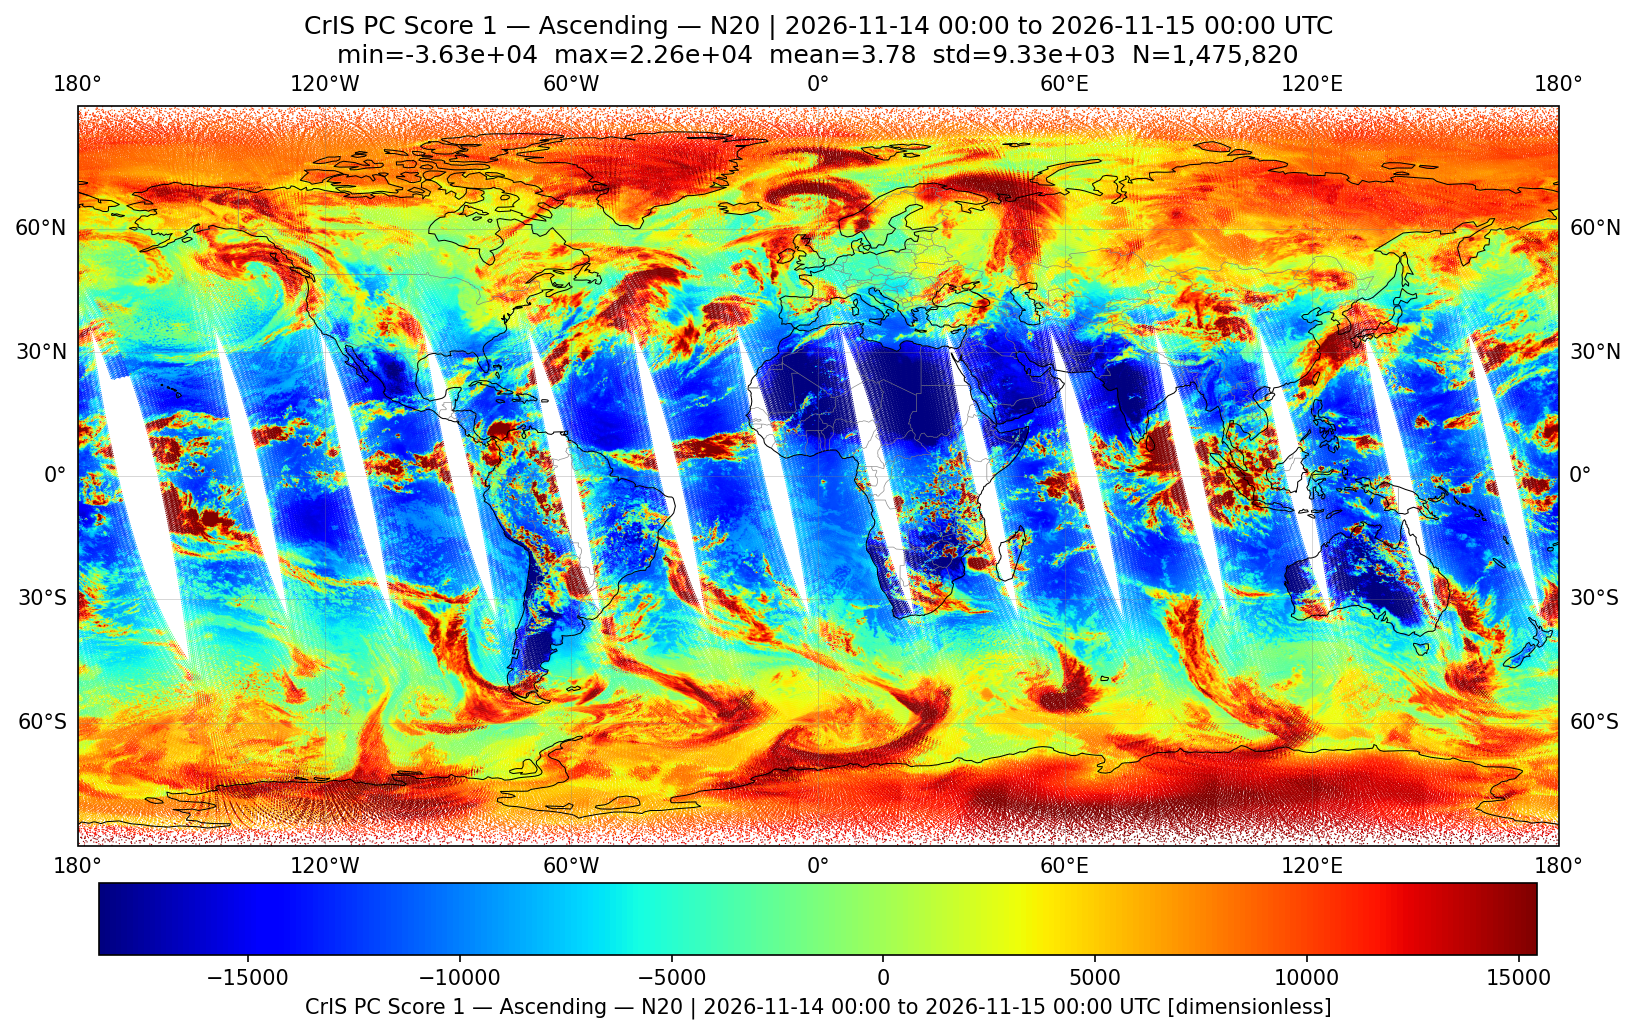 CrIS PC Score 1 — Ascending — N20 | 2026-11-14 00:00 to 2026-11-15 00:00 UTC
min=-3.63e+04  max=2.26e+04  mean=3.78  std=9.33e+03  N=1,475,820
180° 120°W 60°W 0° 60°E 120°E 180°
60°N 60°N
30°N 30°N
0° 0°
30°S 30°S
60°S 60°S
180° 120°W 60°W 0° 60°E 120°E 180°
−15000 −10000 −5000 0 5000 10000 15000
CrIS PC Score 1 — Ascending — N20 | 2026-11-14 00:00 to 2026-11-15 00:00 UTC [dimensionless]